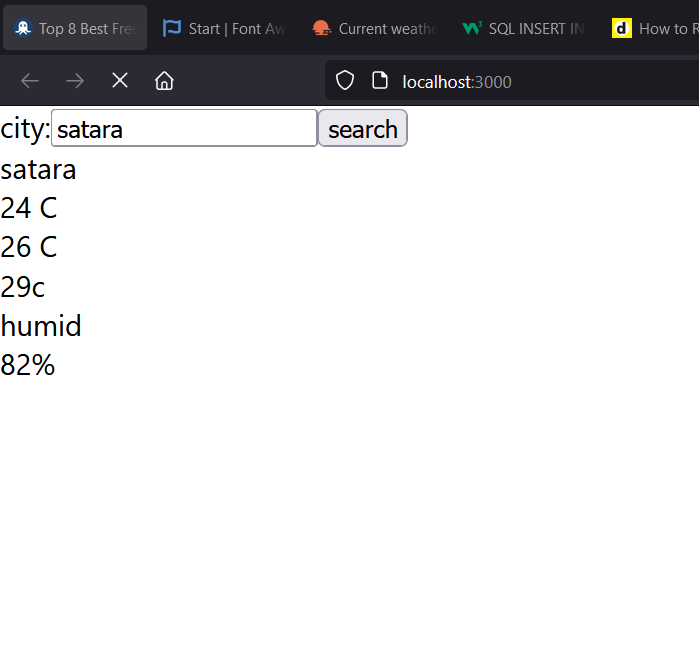 Top 8 Best Fre
Start | Font Aw
Current weathe
W3 SQL INSERT IN
d How to R
localhost:3000
city: satara search
satara
24 C
26 C
29c
humid
82%